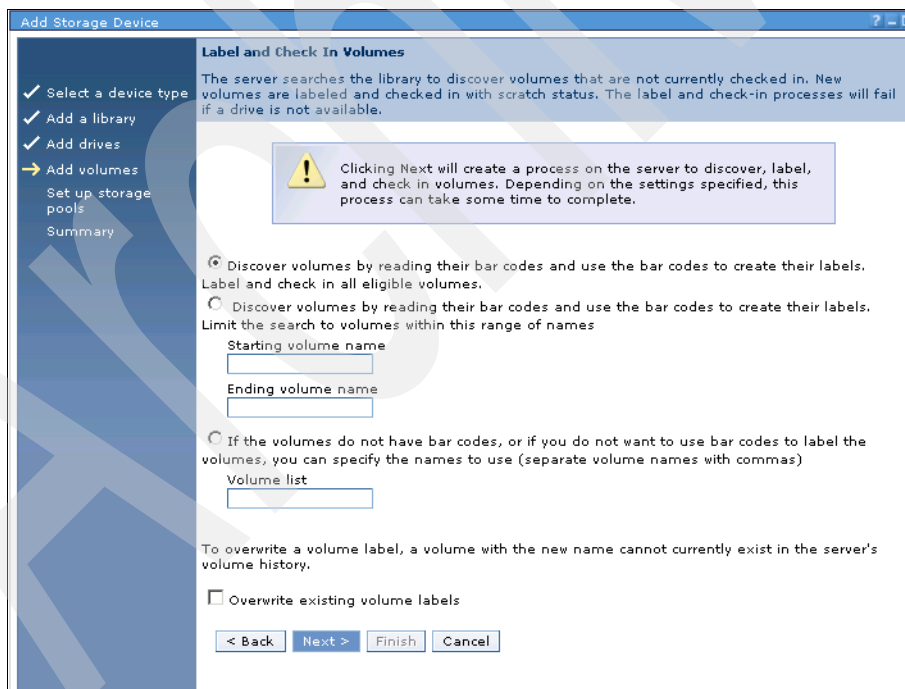 Add Storage Device
? –
Select a device type
Add a library
Add drives
Add volumes
Set up storage
pools
Summary
Label and Check In Volumes
The server searches the library to discover volumes that are not currently checked in. New
volumes are labeled and checked in with scratch status. The label and check-in processes will fail
if a drive is not available.
Clicking Next will create a process on the server to discover, label,
and check in volumes. Depending on the settings specified, this
process can take some time to complete.
Discover volumes by reading their bar codes and use the bar codes to create their labels.
Label and check in all eligible volumes.
Discover volumes by reading their bar codes and use the bar codes to create their labels.
Limit the search to volumes within this range of names
Starting volume name
Ending volume name
If the volumes do not have bar codes, or if you do not want to use bar codes to label the
volumes, you can specify the names to use (separate volume names with commas)
Volume list
To overwrite a volume label, a volume with the new name cannot currently exist in the server's
volume history.
Overwrite existing volume labels
< Back Next > Finish Cancel